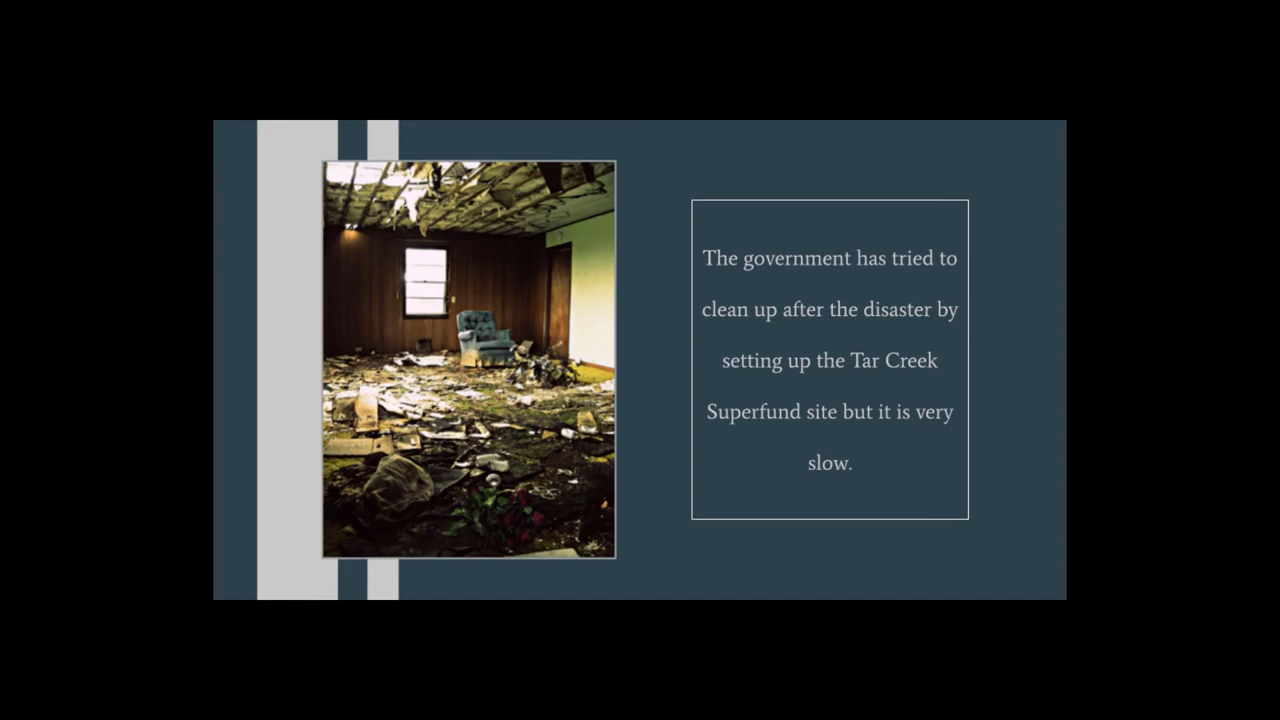 The government has tried to
clean up after the disaster by
setting up the Tar Creek
Superfund site but it is very
slow.